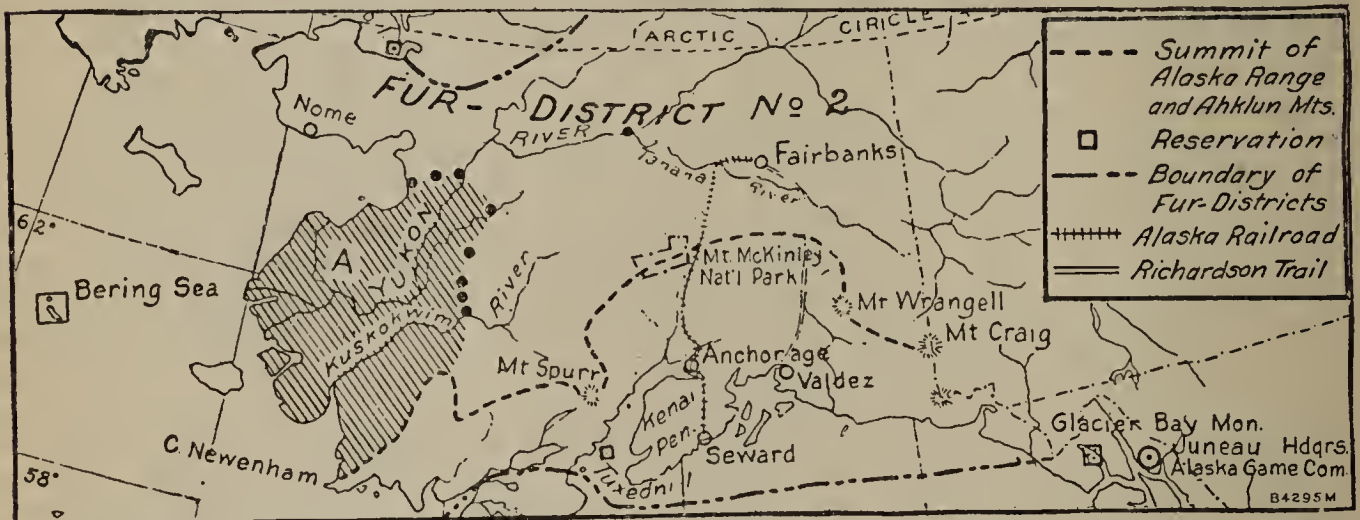 ARCTIC CIRICLE
FUR- DISTRICT No 2
Nome
RIVER
Tanana
River
Fairbanks
62°
A
YUKON
Kuskokwim
River
Bering Sea
Mt. McKinley
Nat'l Park
Mt Wrangell
Mt Craig
Mt Spurr
Anchorage
Valdez
Kenai
Pen.
Seward
Tuxedni
C. Newenham
58°
Glacier Bay Mon.
Juneau Hdqrs.
Alaska Game Com.
B4295M
Summit of
Alaska Range
and Ahklun Mts.
Reservation
Boundary of
Fur-Districts
Alaska Railroad
Richardson Trail